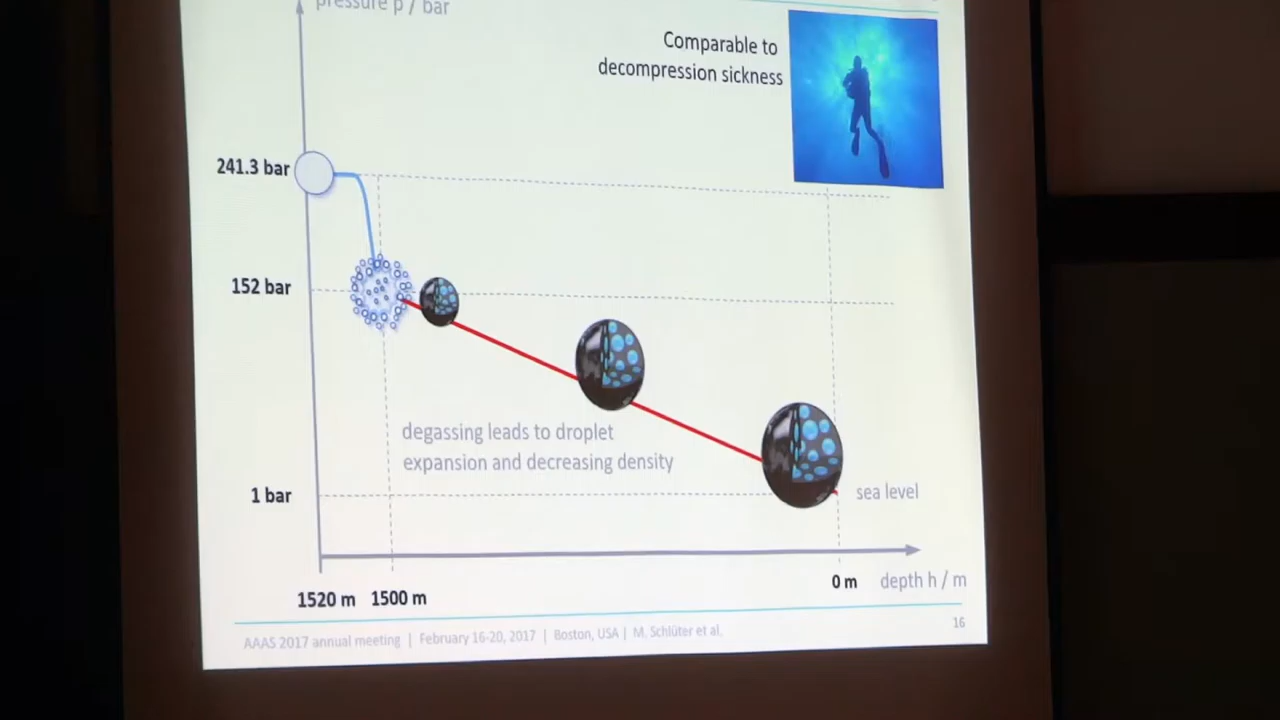 pressure p / bar
Comparable to
decompression sickness
241.3 bar
152 bar
degassing leads to droplet
expansion and decreasing density
1 bar
sea level
0 m
depth h / m
1520 m
1500 m
16
AAAS 2017 annual meeting | February 16-20, 2017 | Boston, USA | M. Schlüter et al.